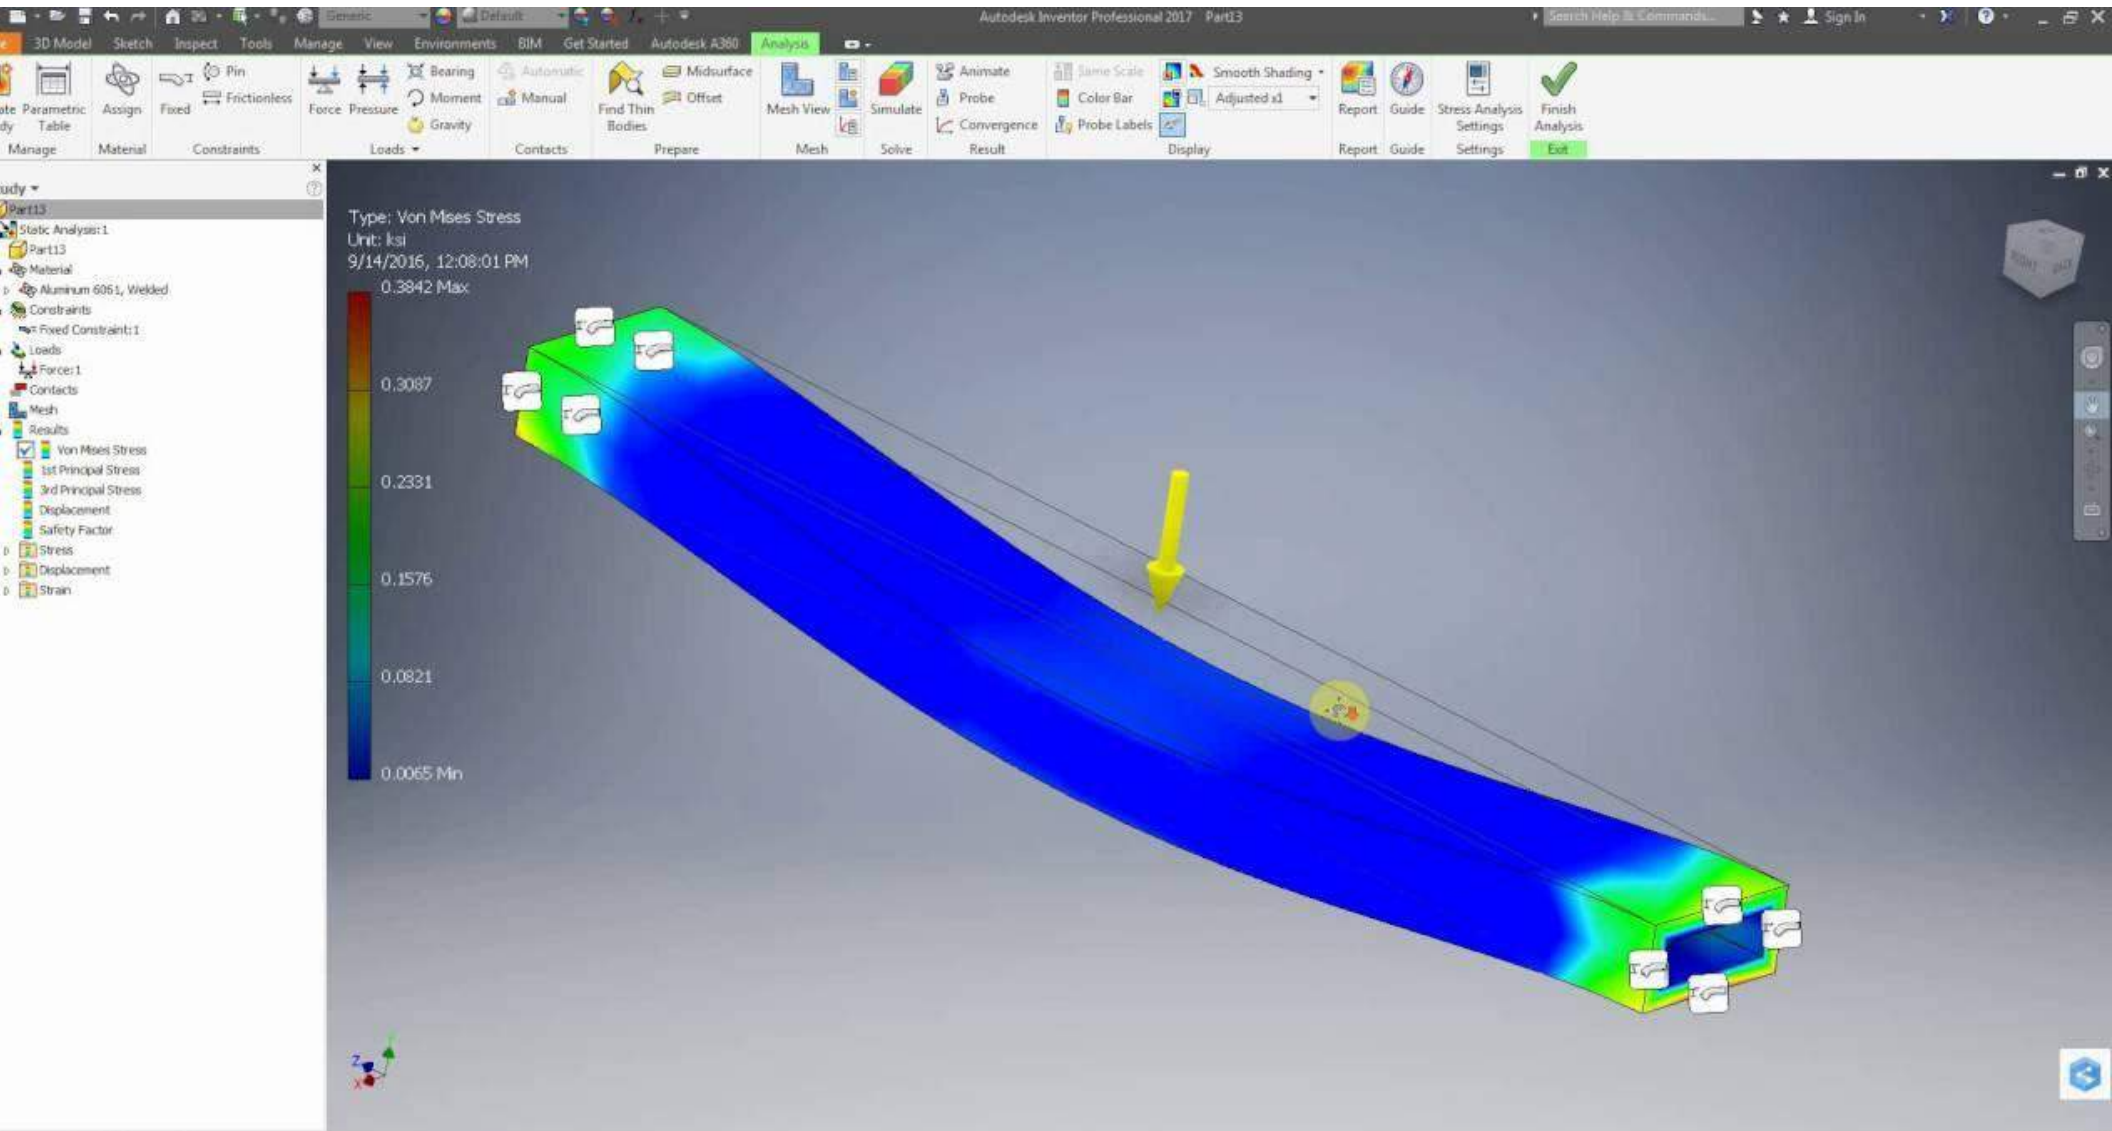 Generic
Default
Autodesk Inventor Professional 2017 Part13
Search Help & Commands...
Sign In
3D Model Sketch Inspect Tools Manage View Environments BIM Get Started Autodesk A360 Analysis
Pin
Bearing
Automatic
Midsurface
Animate
Same Scale
Smooth Shading
Frictionless
Moment
Manual
Offset
Probe
Color Bar
Adjusted x1
Parametric Table
Assign
Fixed
Force Pressure
Gravity
Find Thin Bodies
Mesh View
Simulate
Convergence
Probe Labels
Report
Guide
Stress Analysis Settings
Finish Analysis
Manage Material Constraints Loads Contacts Prepare Mesh Solve Result Display Report Guide Settings Exit
udy
Part13
Static Analysis:1
Part13
Material
Aluminum 6061, Welded
Constraints
Fixed Constraint:1
Loads
Force:1
Contacts
Mesh
Results
Von Mises Stress
1st Principal Stress
3rd Principal Stress
Displacement
Safety Factor
Stress
Displacement
Strain
Type: Von Mises Stress
Unit: ksi
9/14/2016, 12:08:01 PM
0.3842 Max
0.3087
0.2331
0.1576
0.0821
0.0065 Min
RIGHT
Z
X